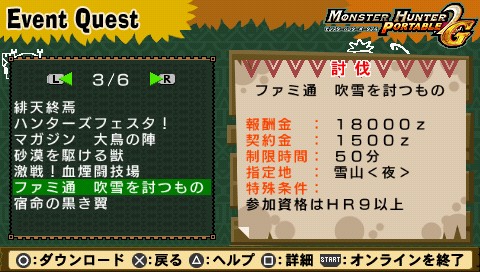 Event Quest
MONSTER HUNTER
PORTABLE 2nd G
L 3/6 R
緋天終焉
ハンターズフェスタ！
マガジン　大鳥の陣
砂漠を駆ける獣
激戦！血煙闘技場
ファミ通　吹雪を討つもの
宿命の黒き翼
討伐
ファミ通　吹雪を討つもの
報酬金　：　18000z
契約金　：　1500z
制限時間：　50分
指定地　：　雪山<夜>
特殊条件：
参加資格はHR9以上
○:ダウンロード ×:戻る △:ヘルプ □:詳細 START:オンラインを終了